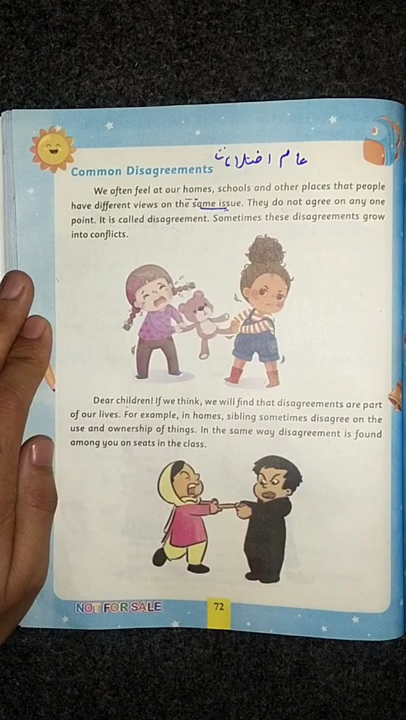 عام اختلافات
Common Disagreements
We often feel at our homes, schools and other places that people
have different views on the same issue. They do not agree on any one
point. It is called disagreement. Sometimes these disagreements grow
into conflicts.
Dear children! If we think, we will find that disagreements are part
of our lives. For example, in homes, sibling sometimes disagree on the
use and ownership of things. In the same way disagreement is found
among you on seats in the class.
NOT FOR SALE
72